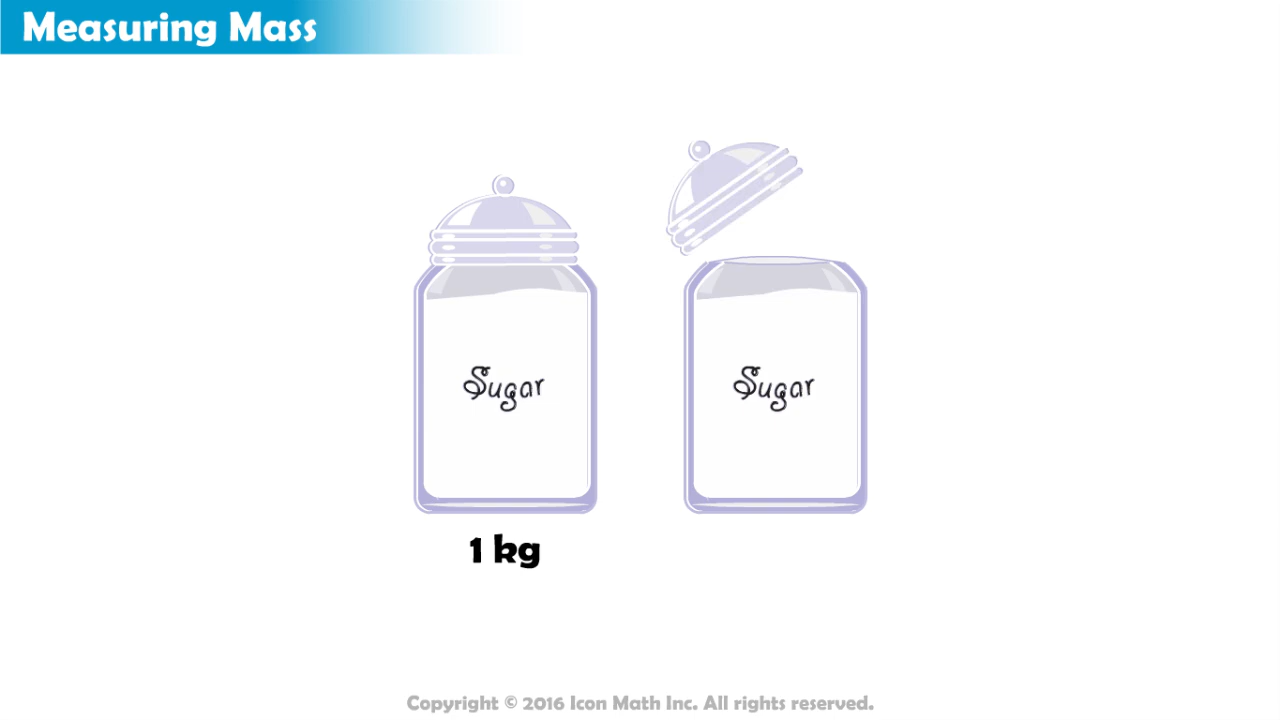 Measuring Mass
Sugar
Sugar
1 kg
Copyright © 2016 Icon Math Inc. All rights reserved.